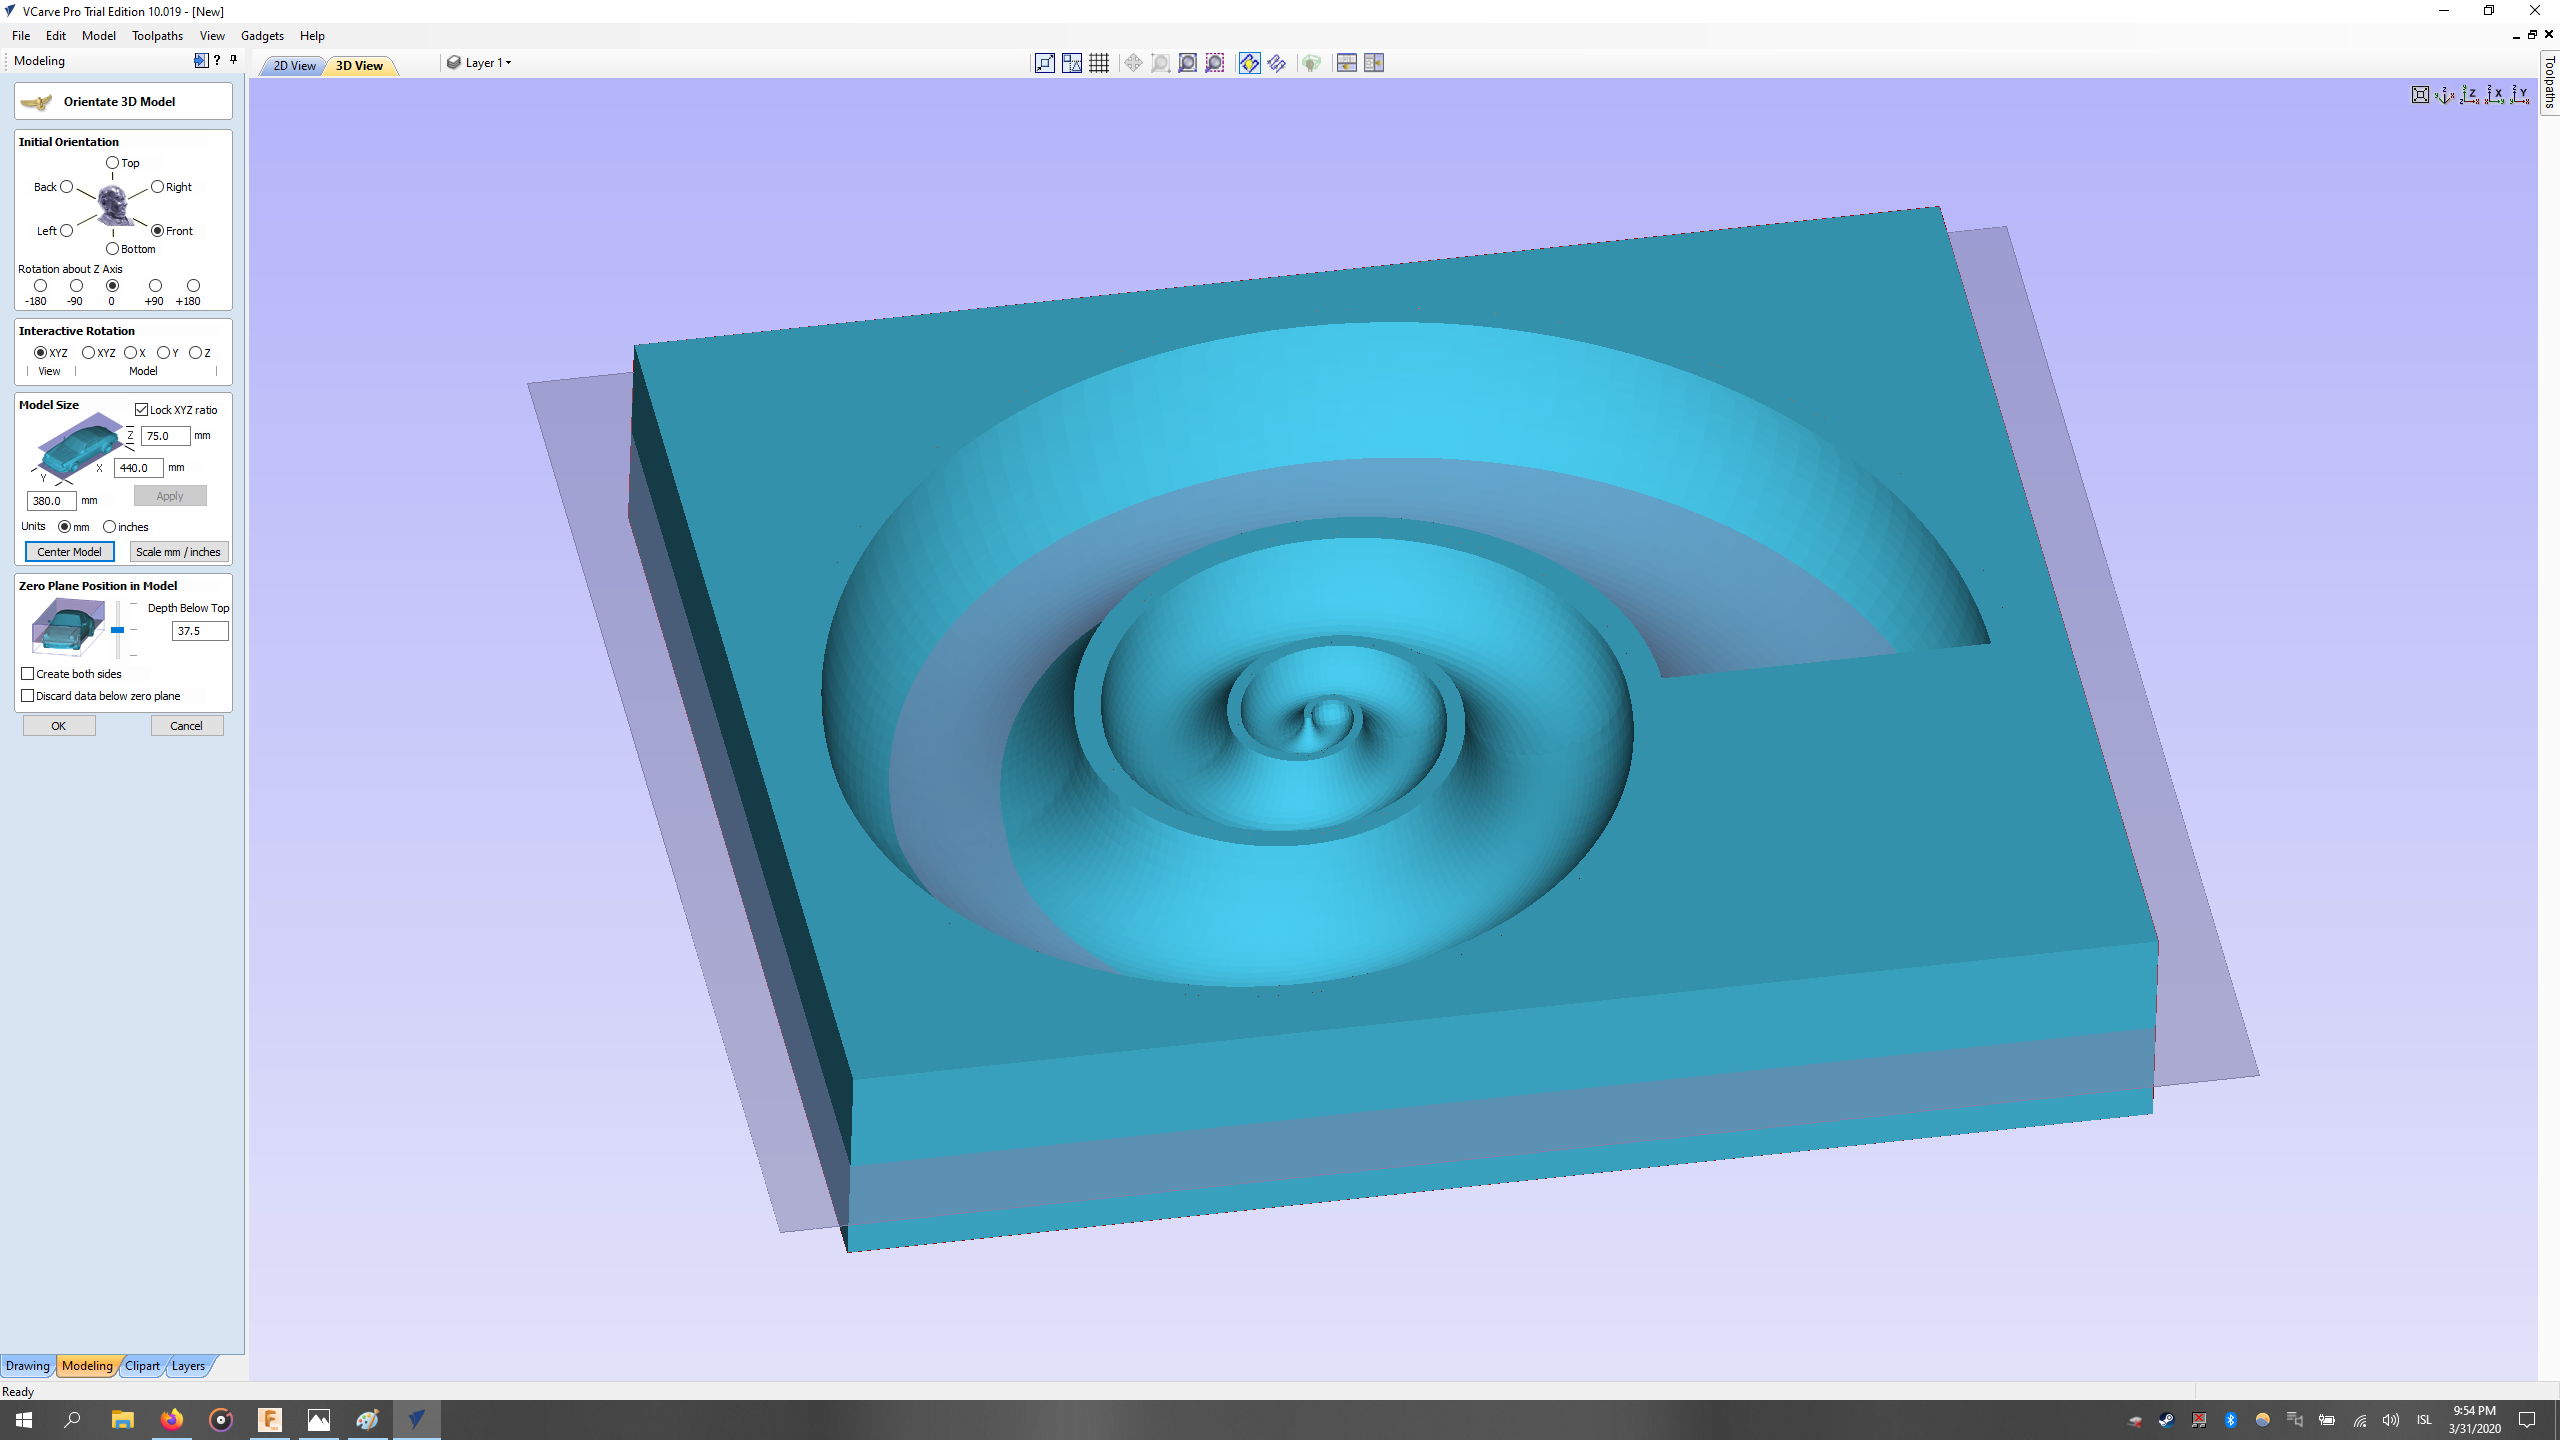 VCarve Pro Trial Edition 10.019 - [New]
File Edit Model Toolpaths View Gadgets Help
Modeling
?
2D View 3D View
Layer 1
Toolpaths
Orientate 3D Model
Initial Orientation
Top
Back Right
Left Front
Bottom
Rotation about Z Axis
-180 -90 0 +90 +180
Interactive Rotation
XYZ XYZ X Y Z
View Model
Model Size
Lock XYZ ratio
Z 75.0 mm
X 440.0 mm
Y
380.0 mm
Apply
Units mm inches
Center Model Scale mm / inches
Zero Plane Position in Model
Depth Below Top
37.5
Create both sides
Discard data below zero plane
OK Cancel
Drawing Modeling Clipart Layers
Ready
ISL
9:54 PM
3/31/2020